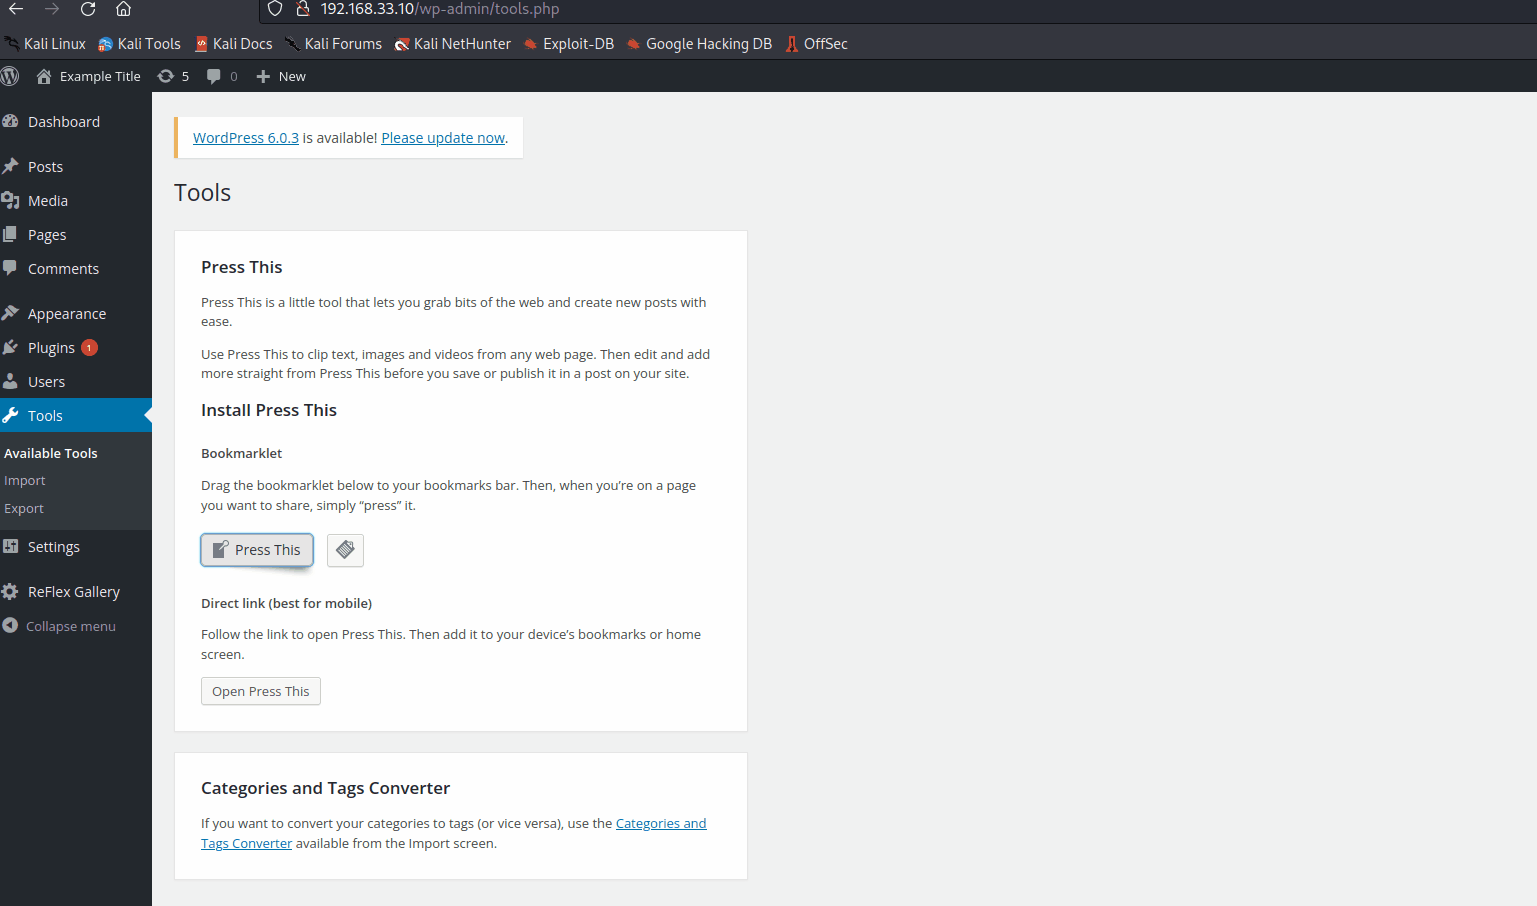 192.168.33.10/wp-admin/tools.php
Kali Linux Kali Tools Kali Docs Kali Forums Kali NetHunter Exploit-DB Google Hacking DB OffSec
Example Title 5 0 New
Dashboard
Posts
Media
Pages
Comments
Appearance
Plugins 1
Users
Tools
Available Tools
Import
Export
Settings
ReFlex Gallery
Collapse menu
WordPress 6.0.3 is available! Please update now.
Tools
Press This
Press This is a little tool that lets you grab bits of the web and create new posts with
ease.
Use Press This to clip text, images and videos from any web page. Then edit and add
more straight from Press This before you save or publish it in a post on your site.
Install Press This
Bookmarklet
Drag the bookmarklet below to your bookmarks bar. Then, when you’re on a page
you want to share, simply “press” it.
Press This
Direct link (best for mobile)
Follow the link to open Press This. Then add it to your device’s bookmarks or home
screen.
Open Press This
Categories and Tags Converter
If you want to convert your categories to tags (or vice versa), use the Categories and
Tags Converter available from the Import screen.